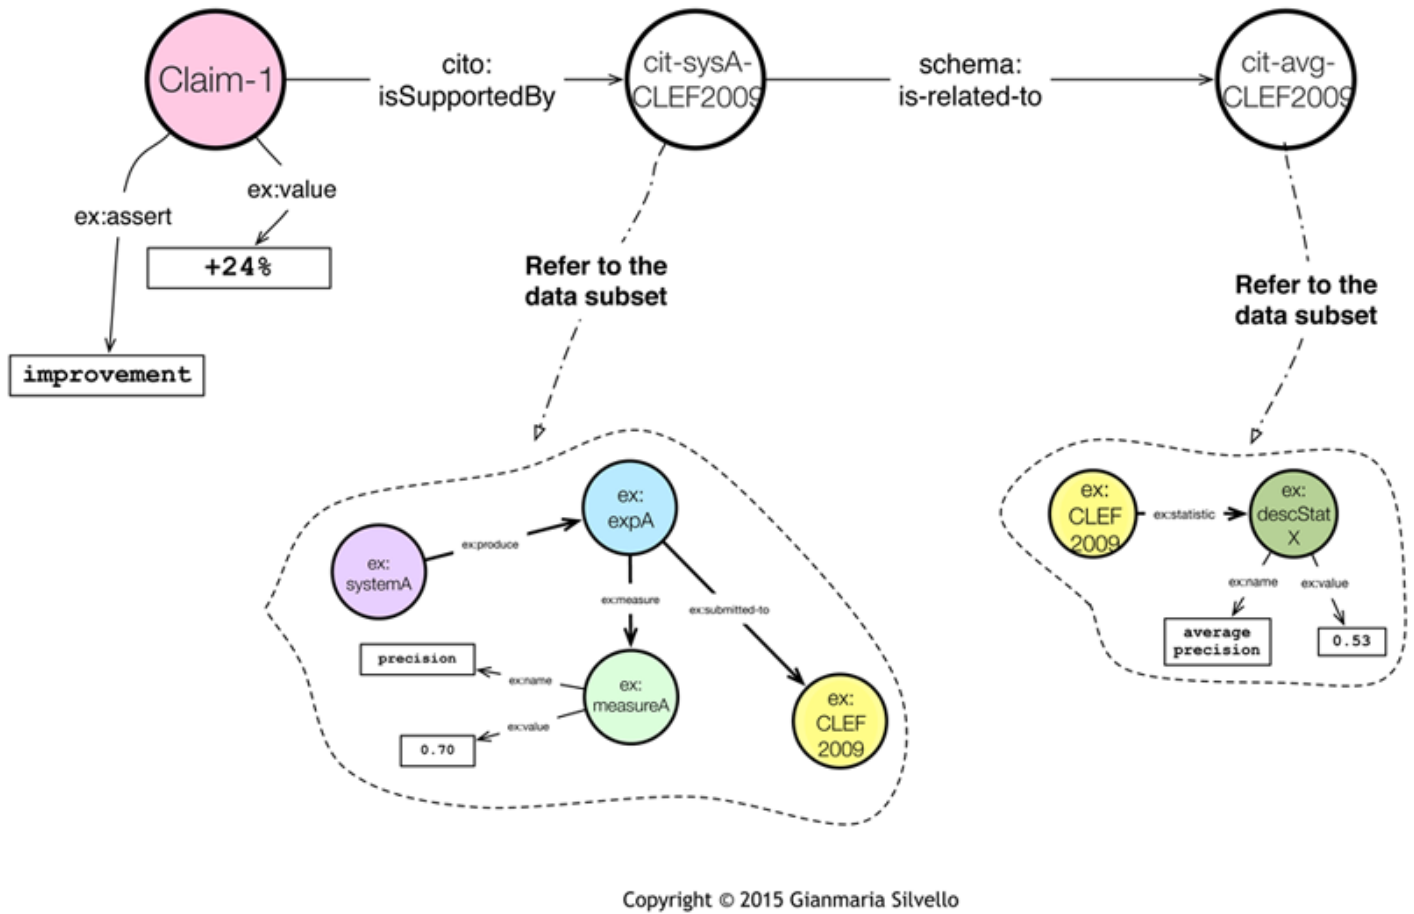 Claim-1
cito:
isSupportedBy
cit-sysA-
CLEF2009
schema:
is-related-to
cit-avg-
CLEF2009
ex:value
ex:assert
+24%
improvement
Refer to the
data subset
Refer to the
data subset
ex:
systemA
ex:produce
ex:
expA
ex:measure
ex:submitted-to
precision
ex:name
ex:value
0.70
ex:
measureA
ex:
CLEF
2009
ex:
CLEF
2009
ex:statistic
ex:
descStat
X
ex:name
ex:value
average
precision
0.53
Copyright © 2015 Gianmaria Silvello